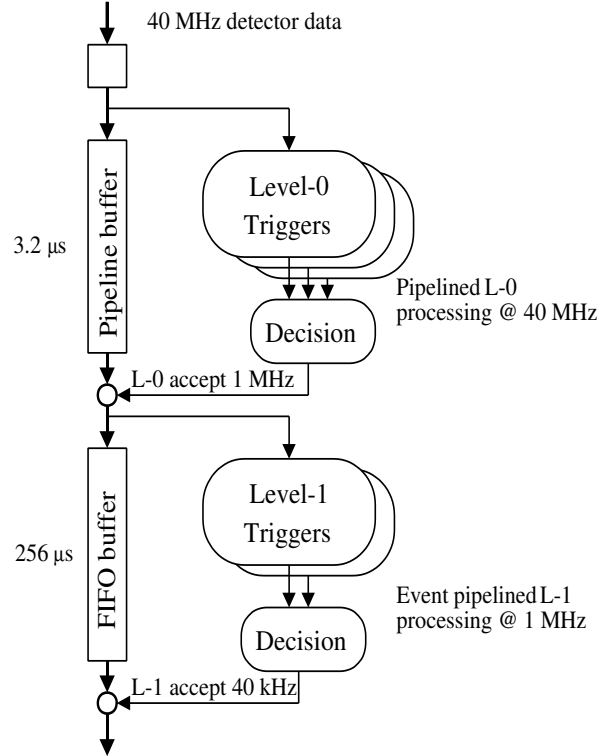 40 MHz detector data
Pipeline buffer
3.2 µs
Level-0
Triggers
Pipelined L-0
processing @ 40 MHz
Decision
L-0 accept 1 MHz
FIFO buffer
256 µs
Level-1
Triggers
Event pipelined L-1
processing @ 1 MHz
Decision
L-1 accept 40 kHz